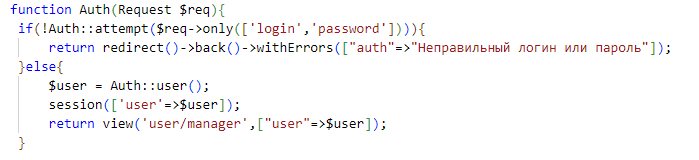 function Auth(Request $req){
if(!Auth::attempt($req->only(['login','password']))){
return redirect()->back()->withErrors(["auth"=>"Неправильный логин или пароль"]);
}else{
$user = Auth::user();
session(['user'=>$user]);
return view('user/manager',["user"=>$user]);
}